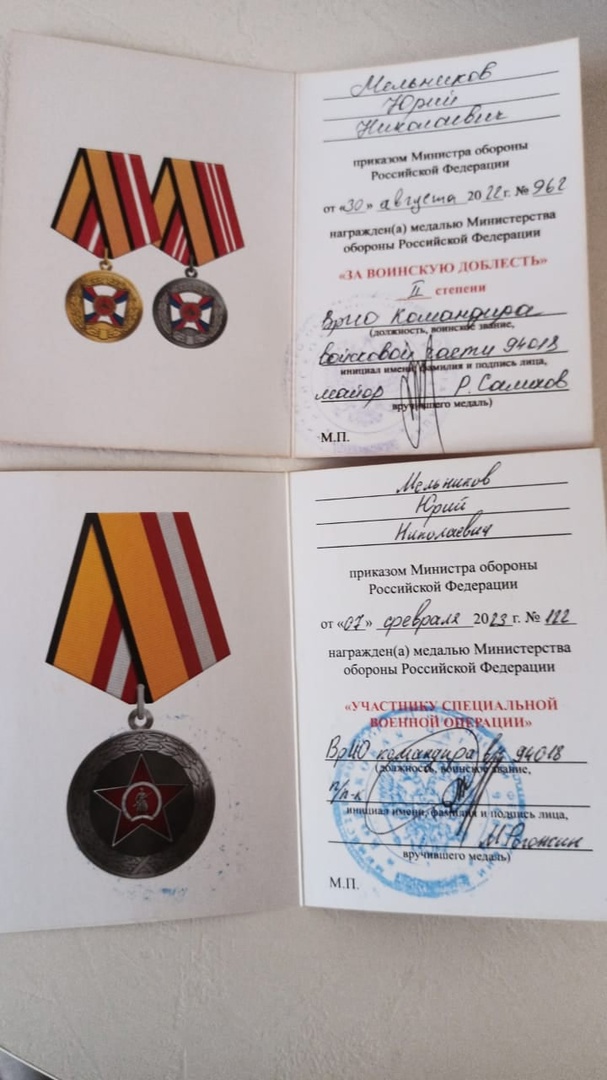 Мельников
Юрий
Николаевич
приказом Министра обороны
Российской Федерации
от «30» августа 2022 г. № 962
награжден(а) медалью Министерства
обороны Российской Федерации
«ЗА ВОИНСКУЮ ДОБЛЕСТЬ»
II степени
ВрИО командира
(должность, воинское звание,
войсковой части 94018
инициал имени, фамилия и подпись лица,
майор Р. Салихов
вручившего медаль)
М.П.
Мельников
Юрий
Николаевич
приказом Министра обороны
Российской Федерации
от «07» февраля 2023 г. № 122
награжден(а) медалью Министерства
обороны Российской Федерации
«УЧАСТНИКУ СПЕЦИАЛЬНОЙ
ВОЕННОЙ ОПЕРАЦИИ»
ВрИО командира в/ч 94018
(должность, воинское звание,
п/п-к
инициал имени, фамилия и подпись лица,
вручившего медаль)
М.П.